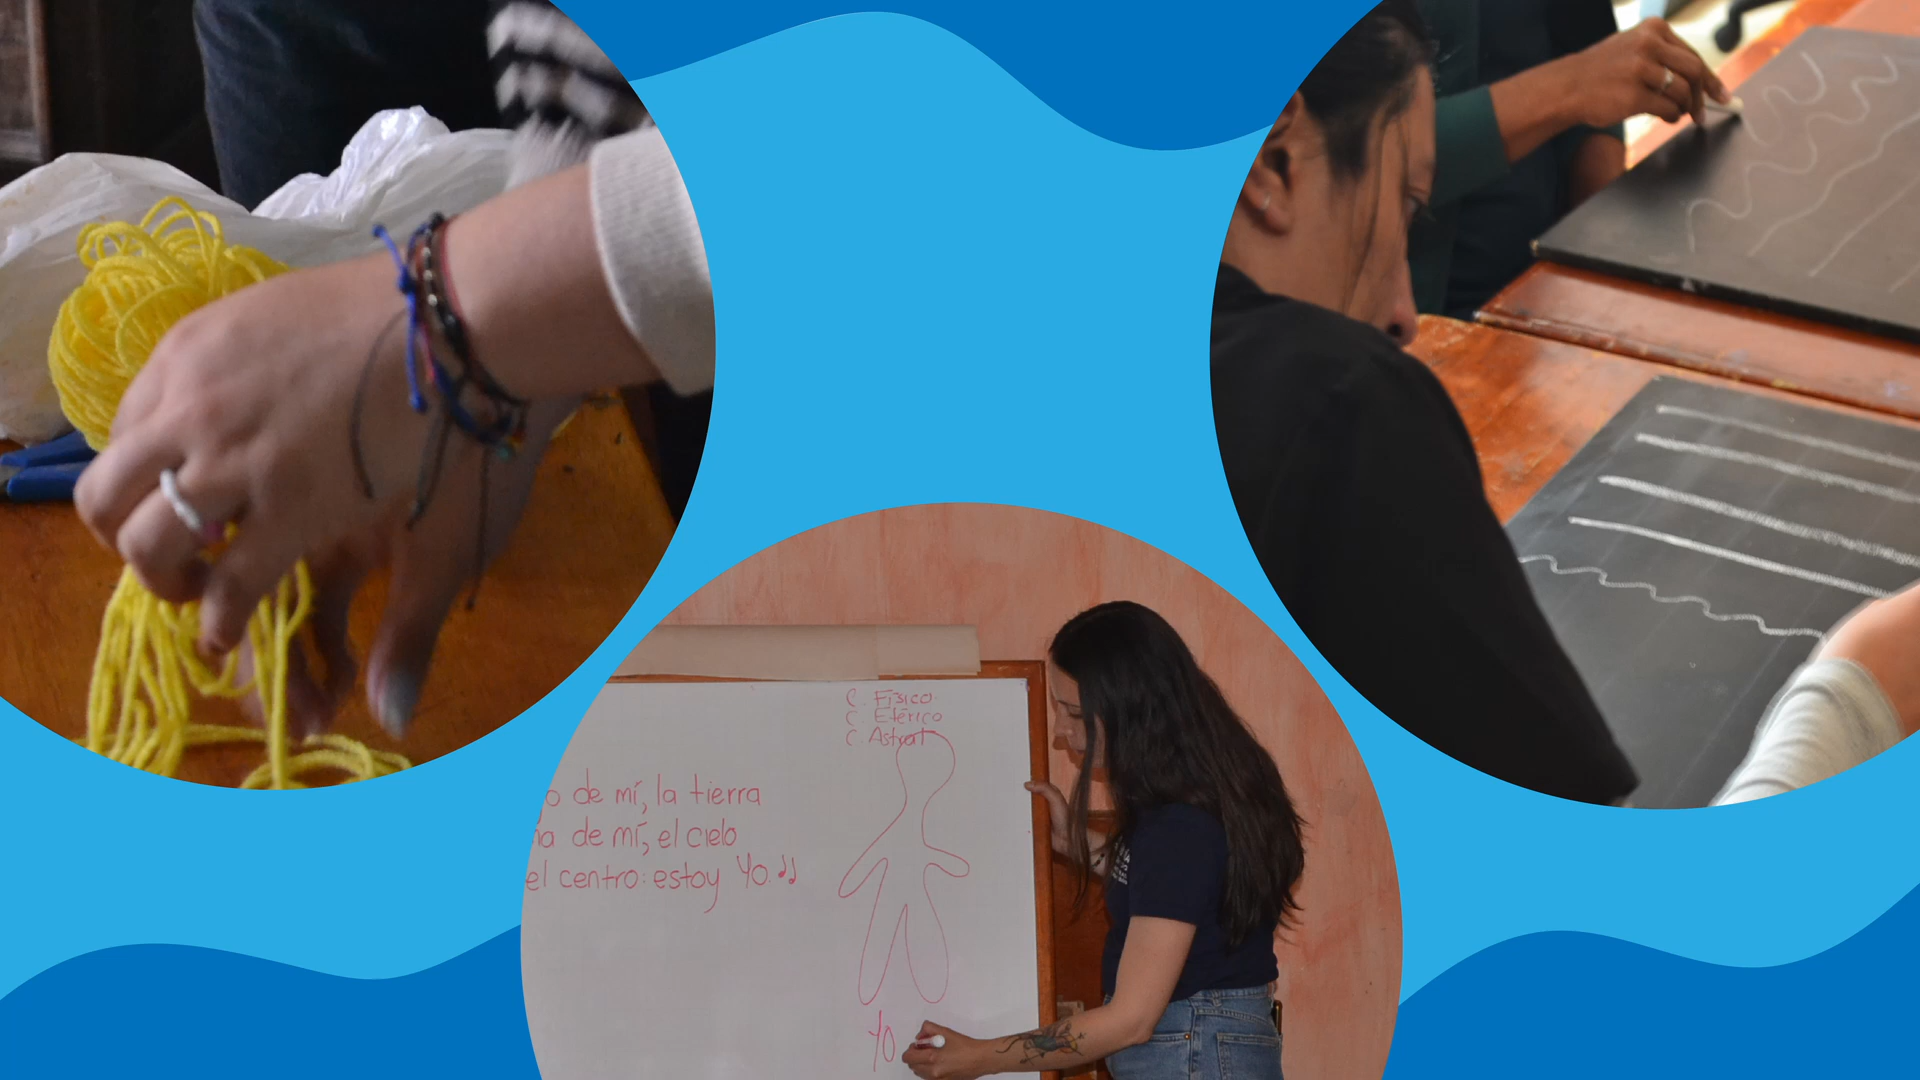 C. Físico
C. Etérico
C. Astral
de mí, la tierra
de mí, el cielo
el centro: estoy Yo.
Yo